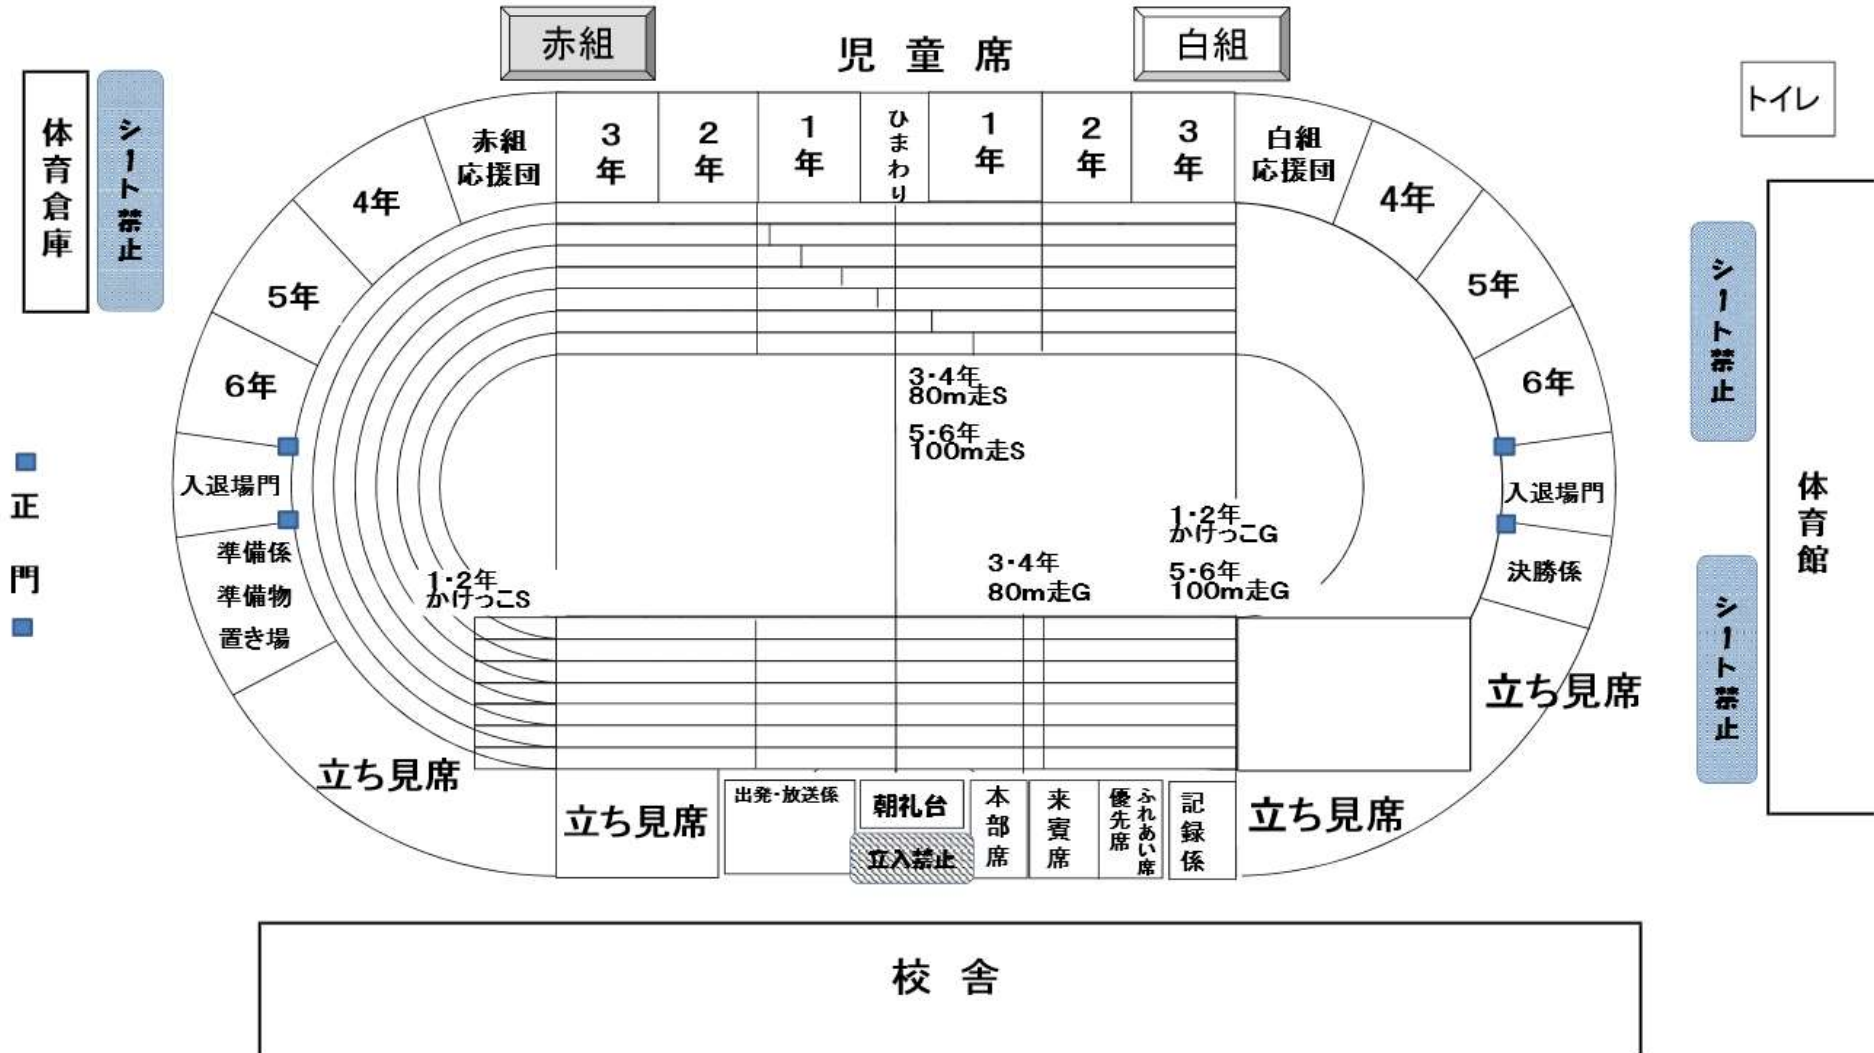 赤組
児童席
白組
体育倉庫
シート禁止
トイレ
赤組
応援団
3年
2年
1年
ひまわり
1年
2年
3年
白組
応援団
4年
4年
5年
5年
6年
6年
シート禁止
3・4年
80m走S
5・6年
100m走S
正門
入退場門
入退場門
体育館
1・2年
かけっこG
準備係
準備物
置き場
1・2年
かけっこS
3・4年
80m走G
5・6年
100m走G
決勝係
シート禁止
立ち見席
立ち見席
立ち見席
出発・放送係
朝礼台
立入禁止
本部席
来賓席
優先席
ふれあい席
記録係
立ち見席
校舎